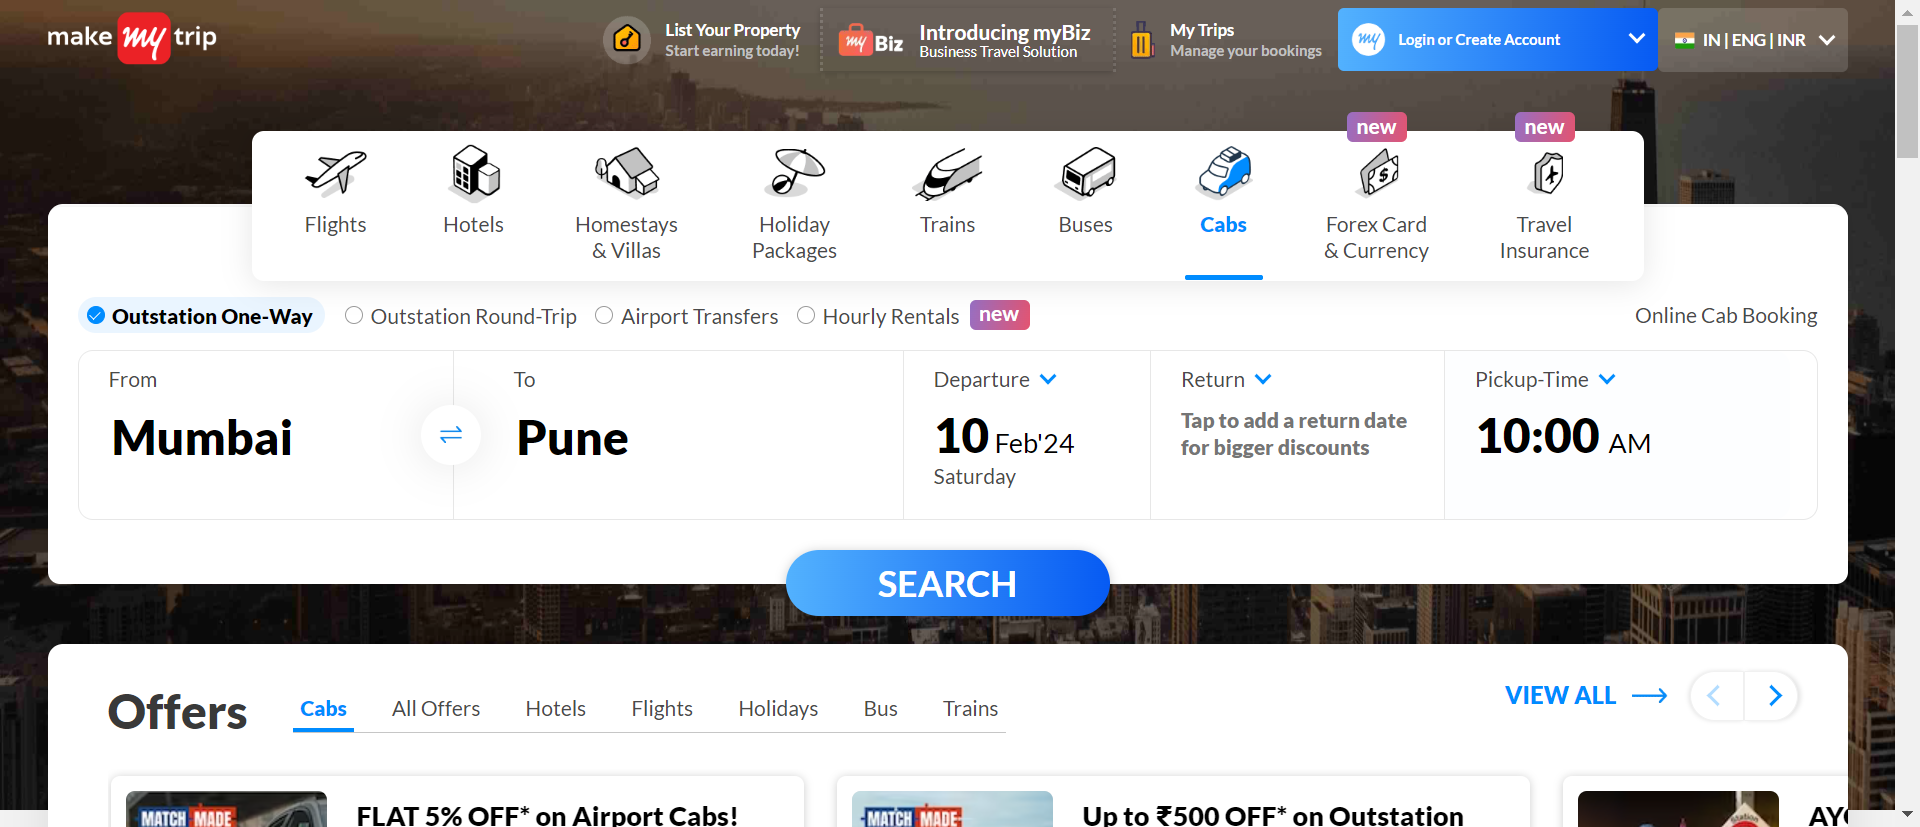 make my trip
List Your Property
Start earning today!
my Biz
Introducing myBiz
Business Travel Solution
My Trips
Manage your bookings
my
Login or Create Account
IN | ENG | INR
new
new
Flights
Hotels
Homestays
& Villas
Holiday
Packages
Trains
Buses
Cabs
Forex Card
& Currency
Travel
Insurance
Outstation One-Way
Outstation Round-Trip
Airport Transfers
Hourly Rentals
new
Online Cab Booking
From
Mumbai
To
Pune
Departure
10 Feb'24
Saturday
Return
Tap to add a return date
for bigger discounts
Pickup-Time
10:00 AM
SEARCH
Offers
Cabs
All Offers
Hotels
Flights
Holidays
Bus
Trains
VIEW ALL
MATCH MADE
FLAT 5% OFF* on Airport Cabs!
MATCH MADE
Up to ₹500 OFF* on Outstation